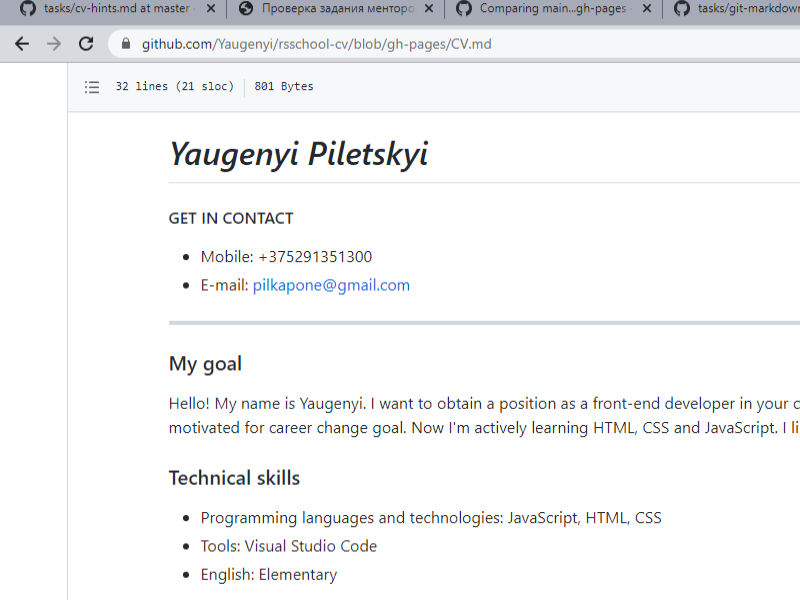 tasks/cv-hints.md at master
Проверка задания менторо
Comparing main...gh-pages
tasks/git-markdown
github.com/Yaugenyi/rsschool-cv/blob/gh-pages/CV.md
32 lines (21 sloc) 801 Bytes
Yaugenyi Piletskyi
GET IN CONTACT
Mobile: +375291351300
E-mail: pilkapone@gmail.com
My goal
Hello! My name is Yaugenyi. I want to obtain a position as a front-end developer in your c
motivated for career change goal. Now I'm actively learning HTML, CSS and JavaScript. I li
Technical skills
Programming languages and technologies: JavaScript, HTML, CSS
Tools: Visual Studio Code
English: Elementary